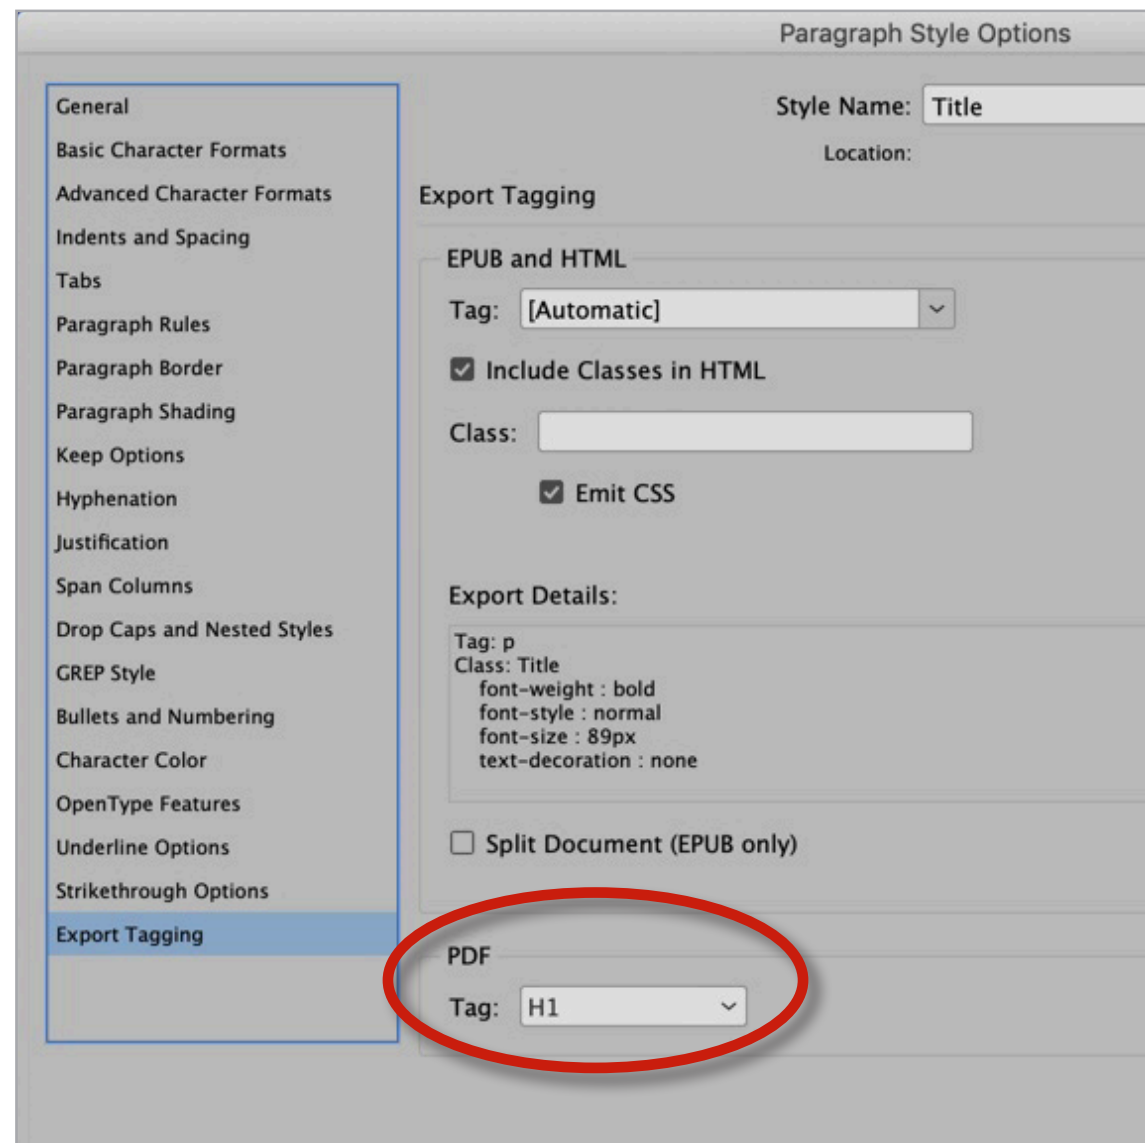 Paragraph Style Options
General
Basic Character Formats
Advanced Character Formats
Indents and Spacing
Tabs
Paragraph Rules
Paragraph Border
Paragraph Shading
Keep Options
Hyphenation
Justification
Span Columns
Drop Caps and Nested Styles
GREP Style
Bullets and Numbering
Character Color
OpenType Features
Underline Options
Strikethrough Options
Export Tagging
Style Name: Title
Location:
Export Tagging
EPUB and HTML
Tag: [Automatic]
Include Classes in HTML
Class:
Emit CSS
Export Details:
Tag: p
Class: Title
font-weight : bold
font-style : normal
font-size : 89px
text-decoration : none
Split Document (EPUB only)
PDF
Tag: H1